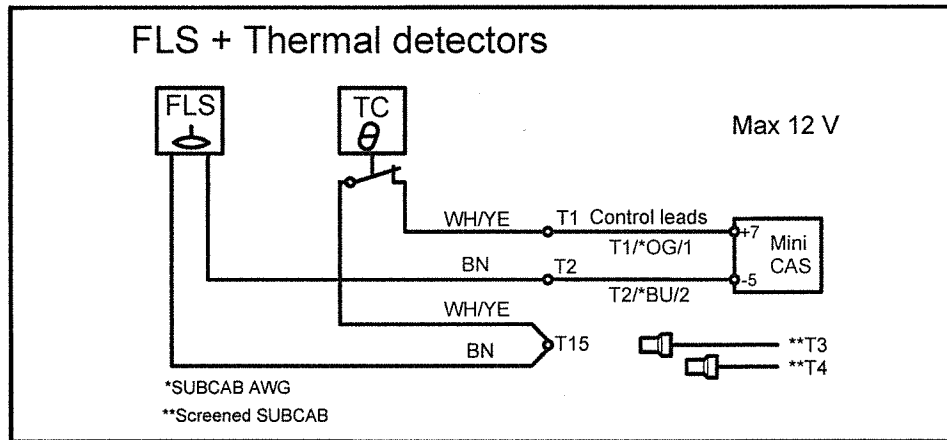 FLS + Thermal detectors
FLS
TC
Max 12 V
WH/YE
T1
Control leads
+7
Mini
CAS
T1/*OG/1
BN
T2
-5
T2/*BU/2
WH/YE
T15
**T3
BN
**T4
*SUBCAB AWG
**Screened SUBCAB